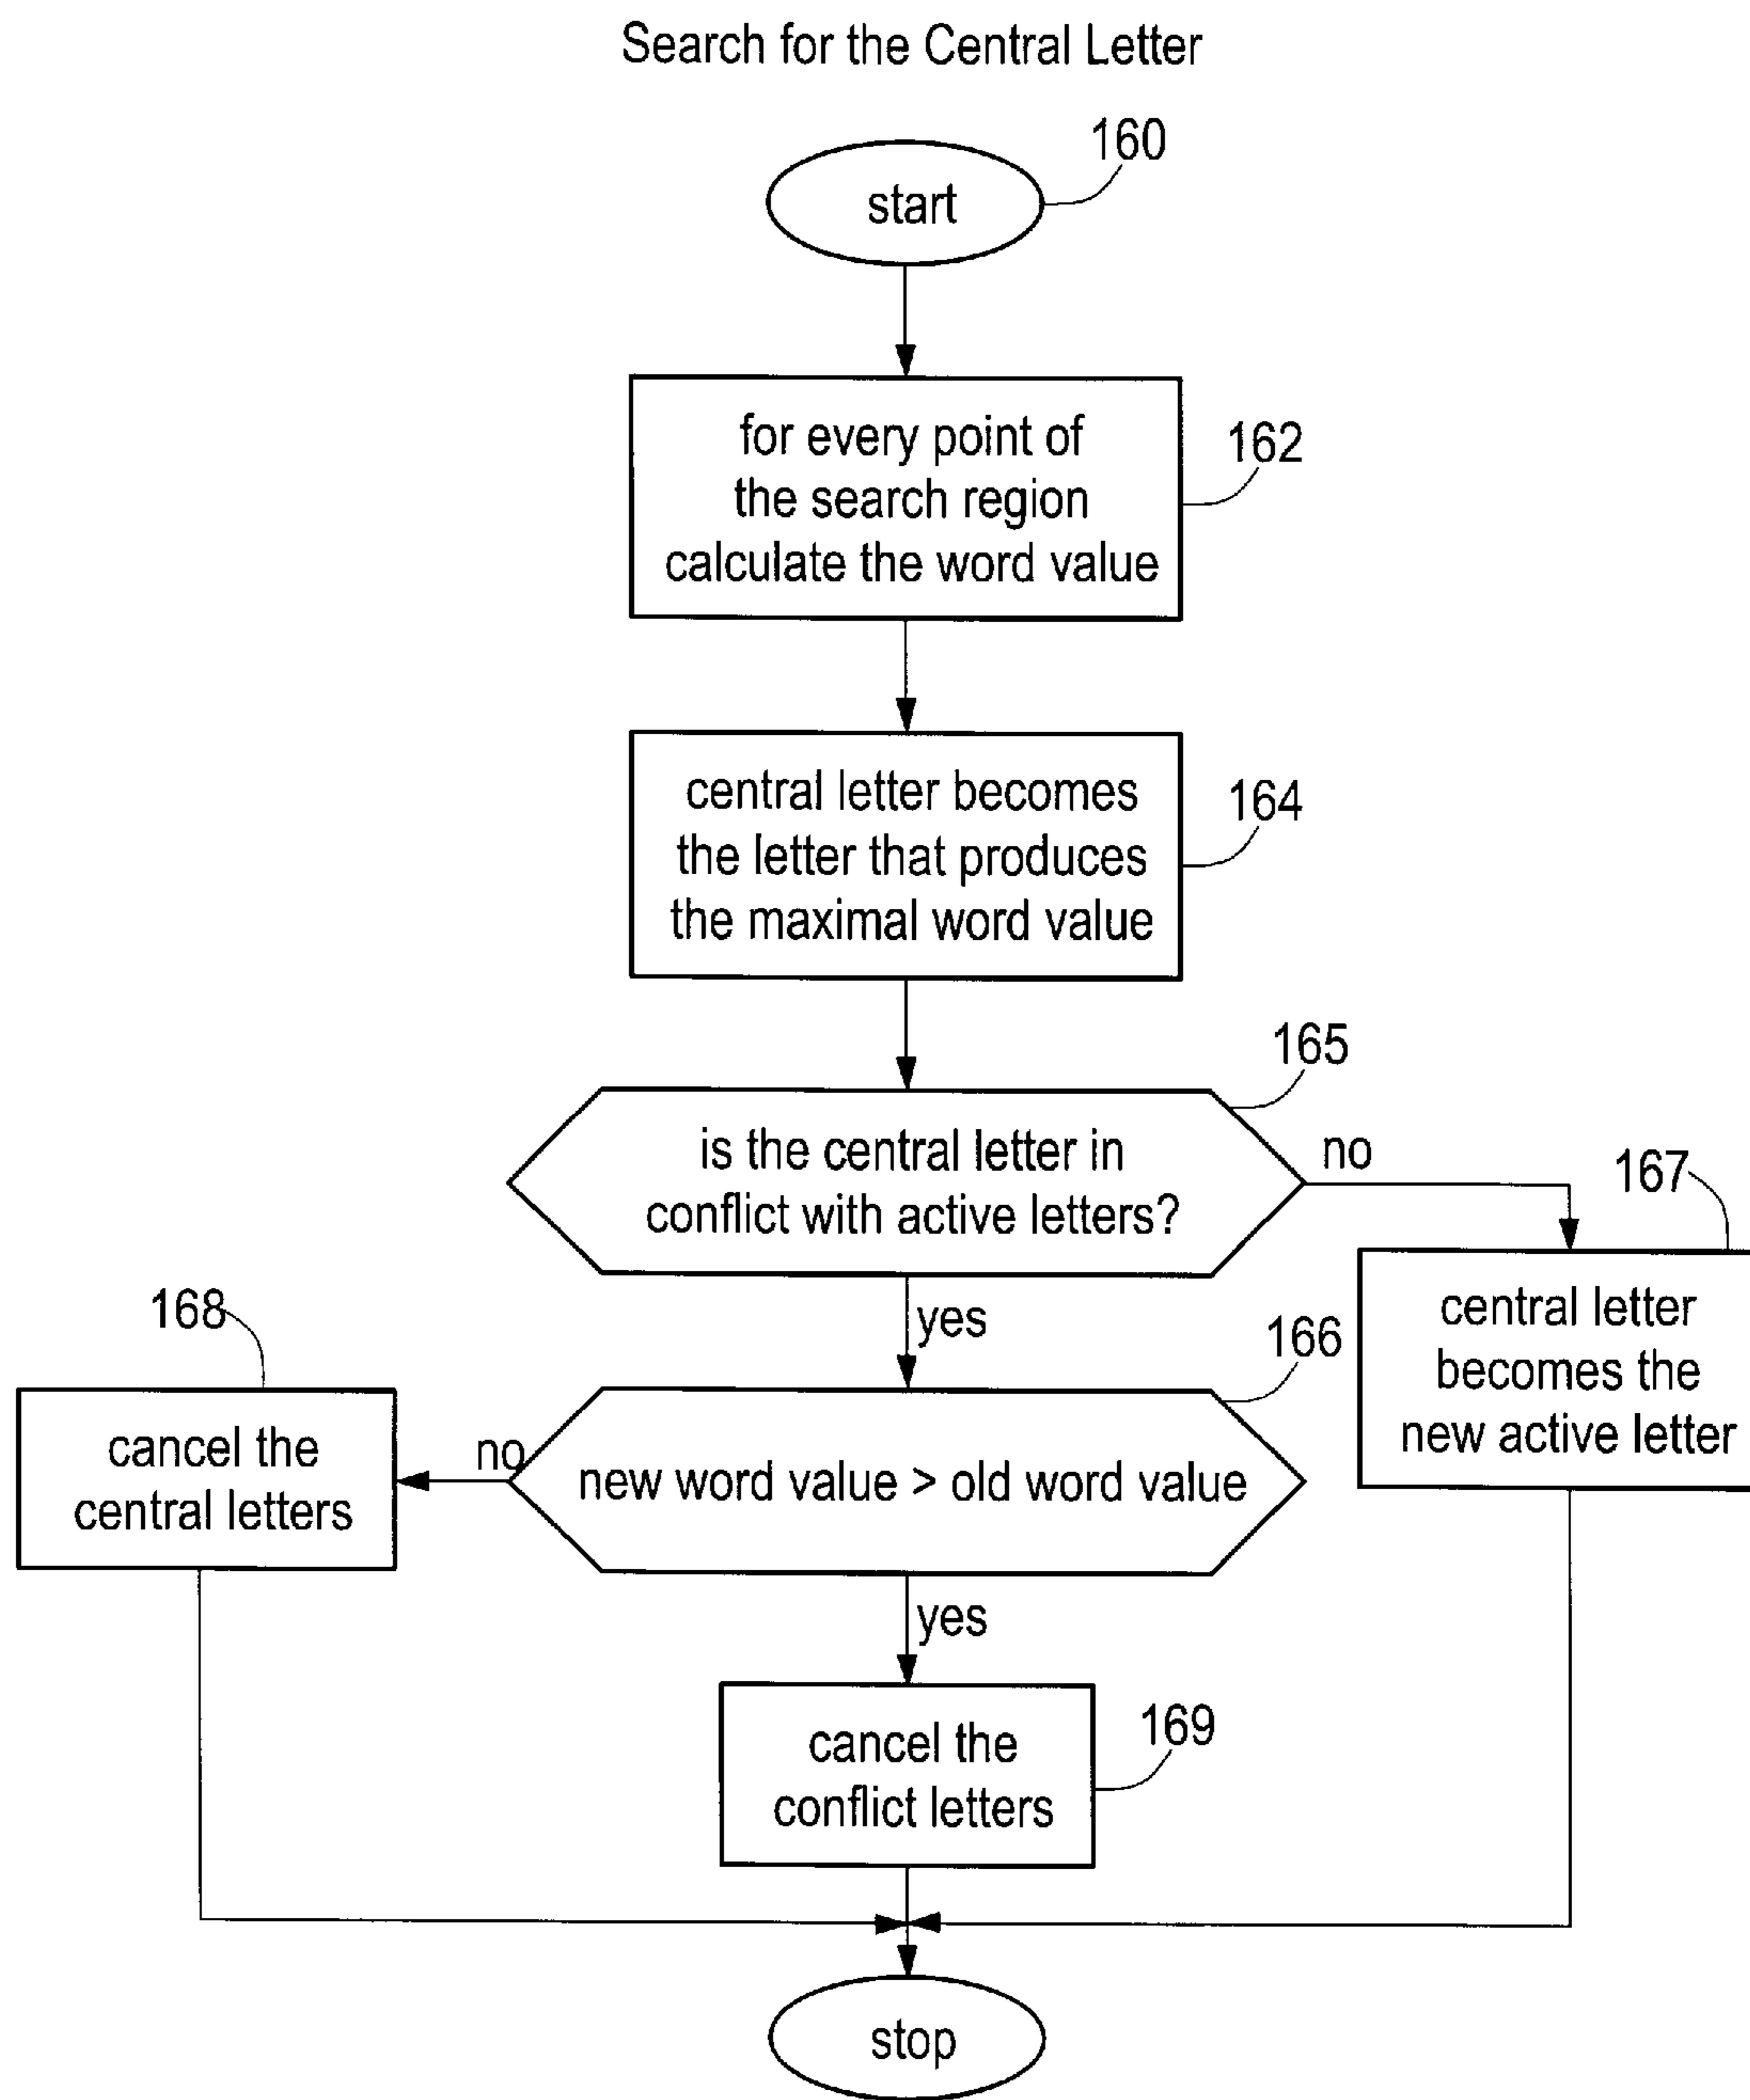 Search for the Central Letter
160
start
for every point of
the search region
calculate the word value
162
central letter becomes
the letter that produces
the maximal word value
164
165
is the central letter in
conflict with active letters?
no
167
central letter
becomes the
new active letter
yes
168
cancel the
central letters
no
166
new word value > old word value
yes
169
cancel the
conflict letters
stop